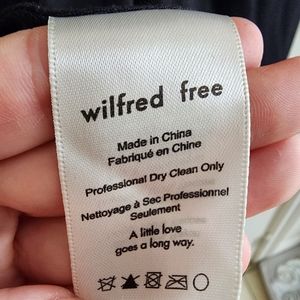 wilfred free
Made in China
Fabriqué en Chine
Professional Dry Clean Only
Nettoyage à Sec Professionnel
Seulement
A little love
goes a long way.